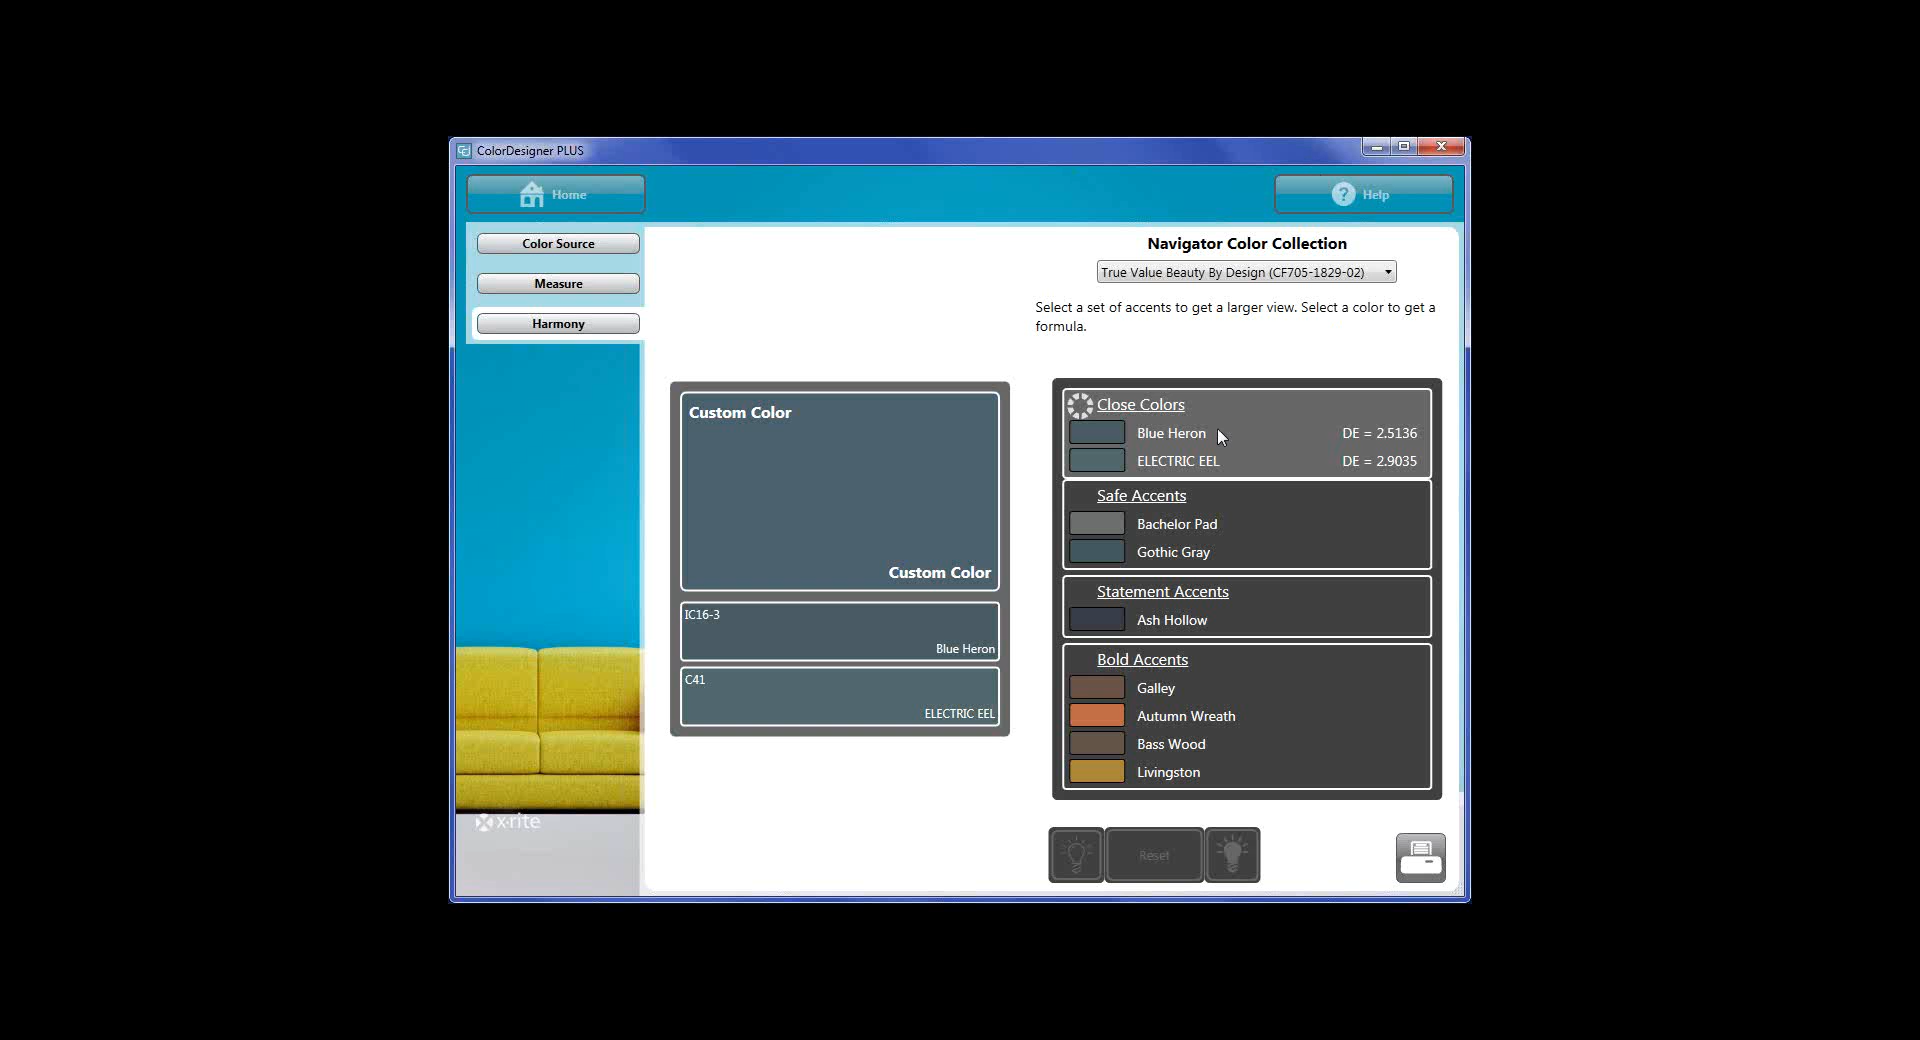 ColorDesigner PLUS
Home
Help
Color Source
Measure
Harmony
Navigator Color Collection
True Value Beauty By Design (CF705-1829-02)
Select a set of accents to get a larger view. Select a color to get a
formula.
Custom Color
Custom Color
IC16-3
Blue Heron
C41
ELECTRIC EEL
Close Colors
Blue Heron DE = 2.5136
ELECTRIC EEL DE = 2.9035
Safe Accents
Bachelor Pad
Gothic Gray
Statement Accents
Ash Hollow
Bold Accents
Galley
Autumn Wreath
Bass Wood
Livingston
x·rite
Reset